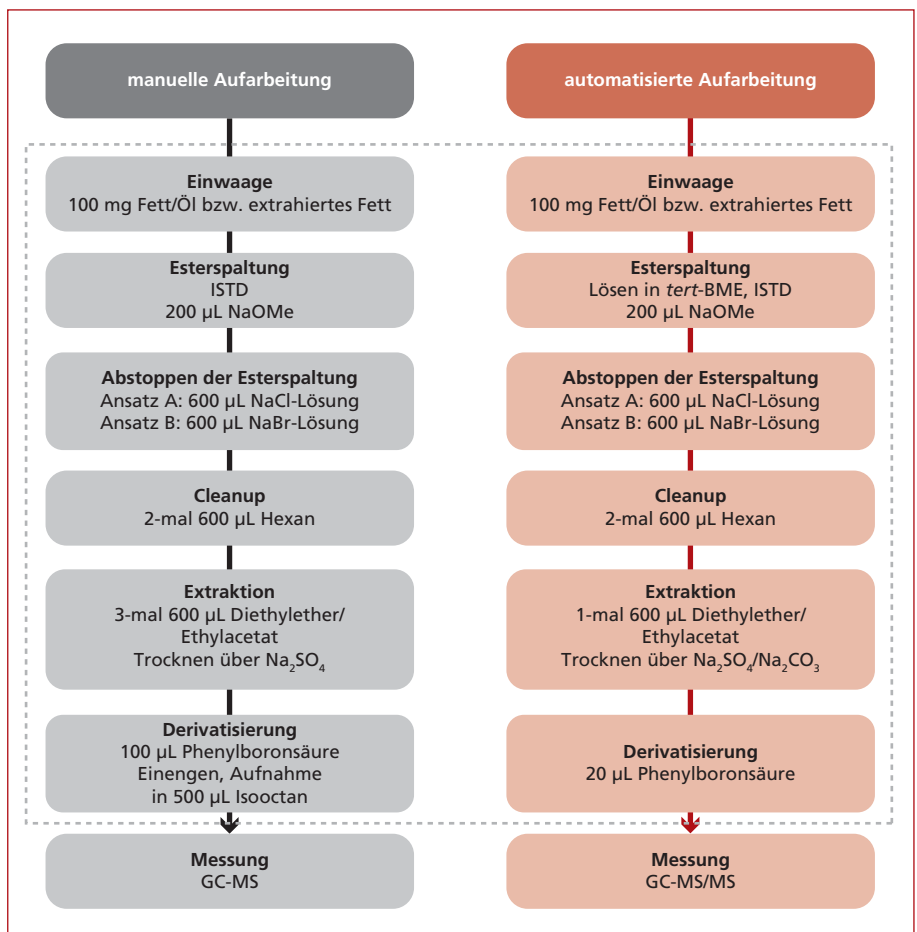 manuelle Aufarbeitung
Einwaage
100 mg Fett/Öl bzw. extrahiertes Fett
Esterspaltung
ISTD
200 µL NaOMe
Abstoppen der Esterspaltung
Ansatz A: 600 µL NaCl-Lösung
Ansatz B: 600 µL NaBr-Lösung
Cleanup
2-mal 600 µL Hexan
Extraktion
3-mal 600 µL Diethylether/
Ethylacetat
Trocknen über Na₂SO₄
Derivatisierung
100 µL Phenylboronsäure
Einengen, Aufnahme
in 500 µL Isooctan
Messung
GC-MS
automatisierte Aufarbeitung
Einwaage
100 mg Fett/Öl bzw. extrahiertes Fett
Esterspaltung
Lösen in tert-BME, ISTD
200 µL NaOMe
Abstoppen der Esterspaltung
Ansatz A: 600 µL NaCl-Lösung
Ansatz B: 600 µL NaBr-Lösung
Cleanup
2-mal 600 µL Hexan
Extraktion
1-mal 600 µL Diethylether/
Ethylacetat
Trocknen über Na₂SO₄/Na₂CO₃
Derivatisierung
20 µL Phenylboronsäure
Messung
GC-MS/MS